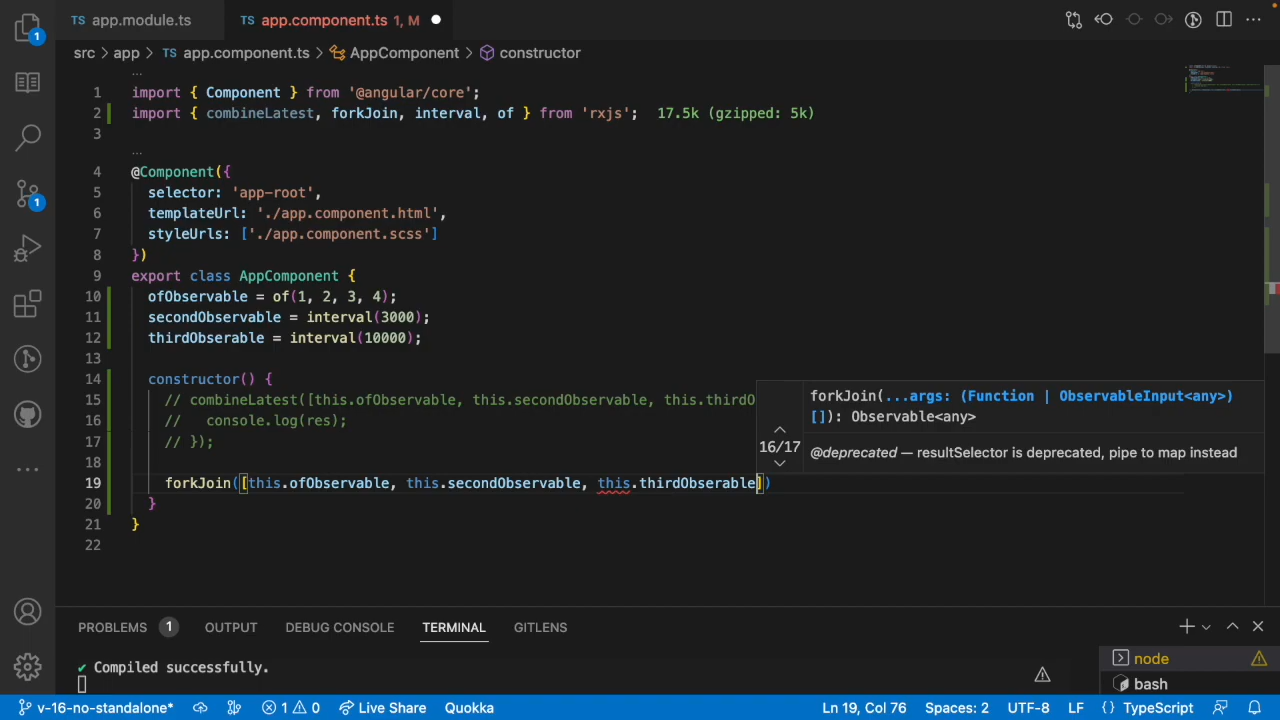 TS app.module.ts
TS app.component.ts 1, M
src > app > TS app.component.ts > AppComponent > constructor
...
1 import { Component } from '@angular/core';
2 import { combineLatest, forkJoin, interval, of } from 'rxjs'; 17.5k (gzipped: 5k)
3
...
4 @Component({
5 selector: 'app-root',
6 templateUrl: './app.component.html',
7 styleUrls: ['./app.component.scss']
8 })
9 export class AppComponent {
10 ofObservable = of(1, 2, 3, 4);
11 secondObservable = interval(3000);
12 thirdObserable = interval(10000);
13
14 constructor() {
15 // combineLatest([this.ofObservable, this.secondObservable, this.thirdO
16 // console.log(res);
17 // });
18
19 forkJoin([this.ofObservable, this.secondObservable, this.thirdObserable])
20 }
21 }
22
16/17
forkJoin(...args: (Function | ObservableInput<any>)
[]): Observable<any>
@deprecated — resultSelector is deprecated, pipe to map instead
1
1
PROBLEMS 1 OUTPUT DEBUG CONSOLE TERMINAL GITLENS
✔ Compiled successfully.
node
bash
v-16-no-standalone* 1 0 Live Share Quokka Ln 19, Col 76 Spaces: 2 UTF-8 LF {} TypeScript